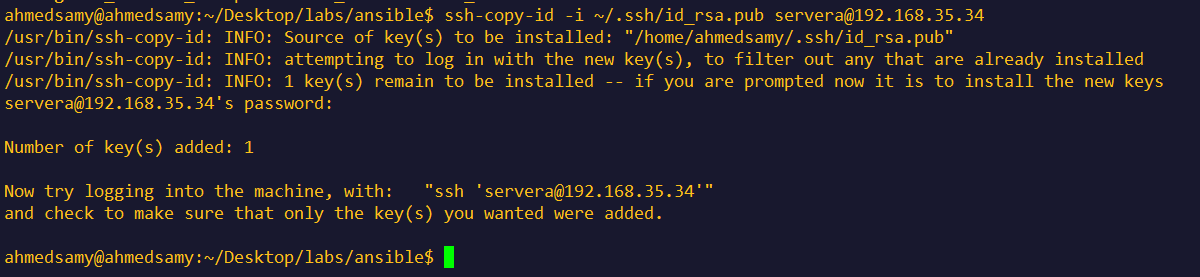 ahmedsamy@ahmedsamy:~/Desktop/labs/ansible$ ssh-copy-id -i ~/.ssh/id_rsa.pub servera@192.168.35.34
/usr/bin/ssh-copy-id: INFO: Source of key(s) to be installed: "/home/ahmedsamy/.ssh/id_rsa.pub"
/usr/bin/ssh-copy-id: INFO: attempting to log in with the new key(s), to filter out any that are already installed
/usr/bin/ssh-copy-id: INFO: 1 key(s) remain to be installed -- if you are prompted now it is to install the new keys
servera@192.168.35.34's password:
Number of key(s) added: 1
Now try logging into the machine, with:   "ssh 'servera@192.168.35.34'"
and check to make sure that only the key(s) you wanted were added.
ahmedsamy@ahmedsamy:~/Desktop/labs/ansible$